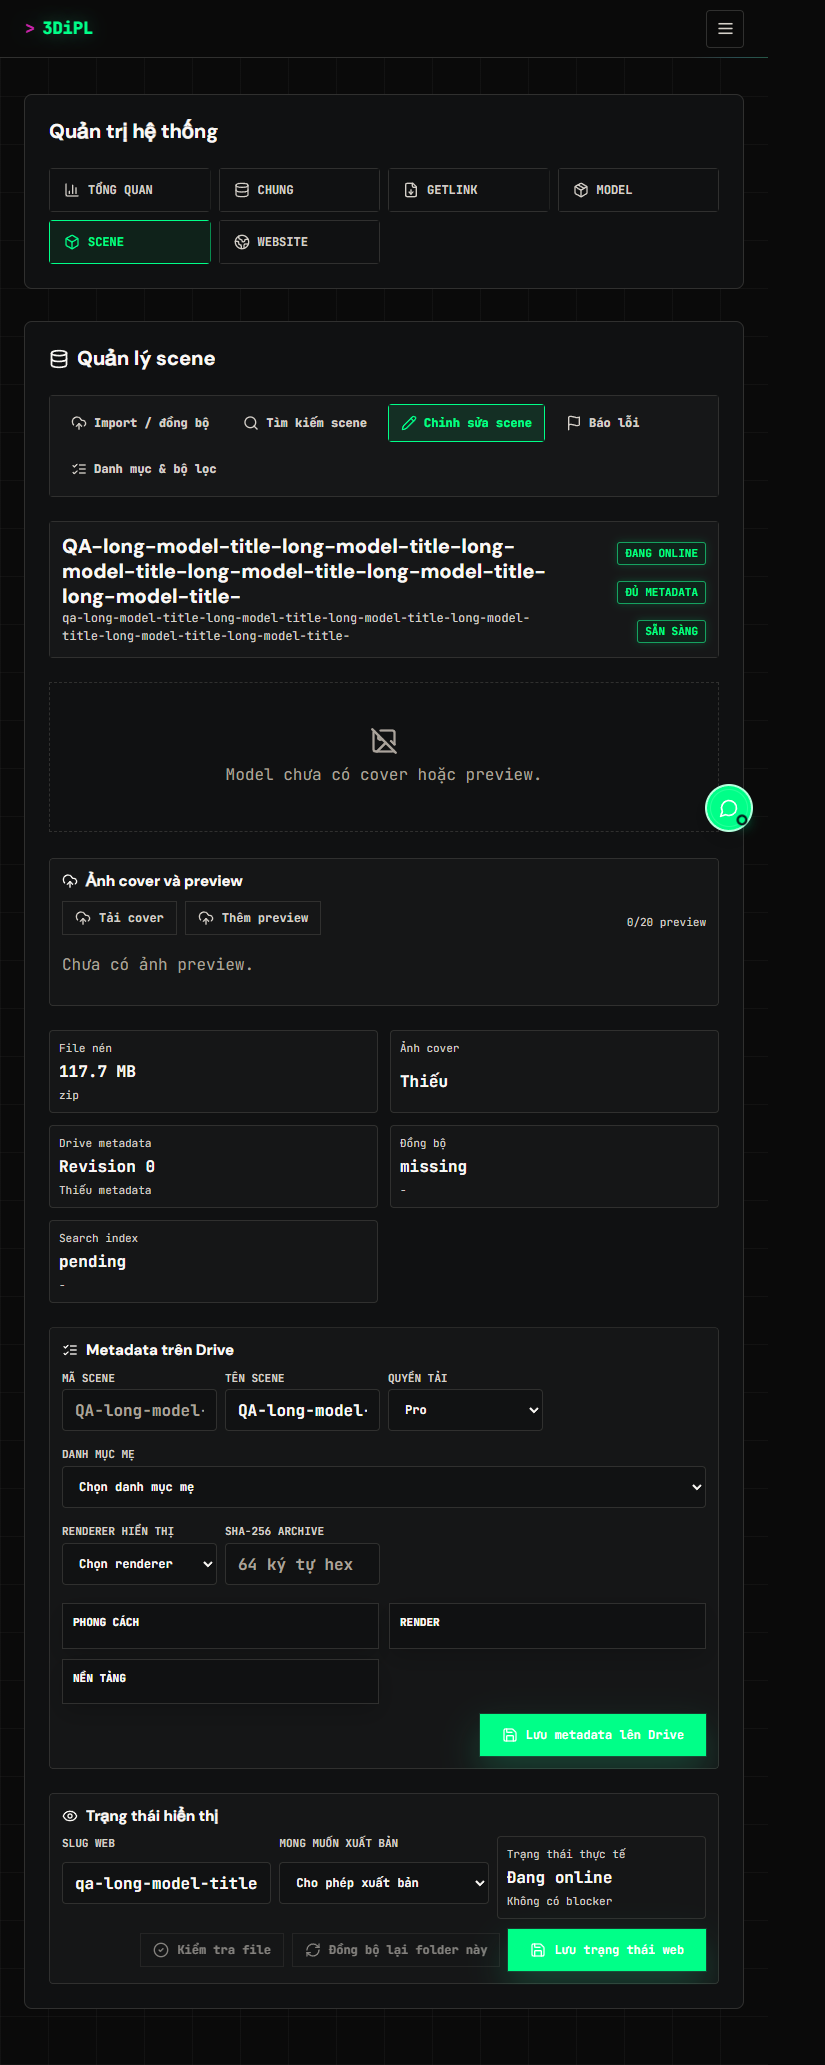 > 3DiPL
Quản trị hệ thống
TỔNG QUAN
CHUNG
GETLINK
MODEL
SCENE
WEBSITE
Quản lý scene
Import / đồng bộ
Tìm kiếm scene
Chỉnh sửa scene
Báo lỗi
Danh mục & bộ lọc
QA-long-model-title-long-model-title-long-
model-title-long-model-title-long-model-title-
long-model-title-
qa-long-model-title-long-model-title-long-model-title-long-model-
title-long-model-title-long-model-title-
ĐANG ONLINE
ĐỦ METADATA
SẴN SÀNG
Model chưa có cover hoặc preview.
Ảnh cover và preview
Tải cover
Thêm preview
0/20 preview
Chưa có ảnh preview.
File nén
117.7 MB
zip
Ảnh cover
Thiếu
Drive metadata
Revision 0
Thiếu metadata
Đồng bộ
missing
-
Search index
pending
-
Metadata trên Drive
MÃ SCENE
TÊN SCENE
QUYỀN TẢI
QA-long-model-
QA-long-model-
Pro
DANH MỤC MẸ
Chọn danh mục mẹ
RENDERER HIỂN THỊ
SHA-256 ARCHIVE
Chọn renderer
64 ký tự hex
PHONG CÁCH
RENDER
NỀN TẢNG
Lưu metadata lên Drive
Trạng thái hiển thị
SLUG WEB
MONG MUỐN XUẤT BẢN
qa-long-model-title
Cho phép xuất bản
Trạng thái thực tế
Đang online
Không có blocker
Kiểm tra file
Đồng bộ lại folder này
Lưu trạng thái web